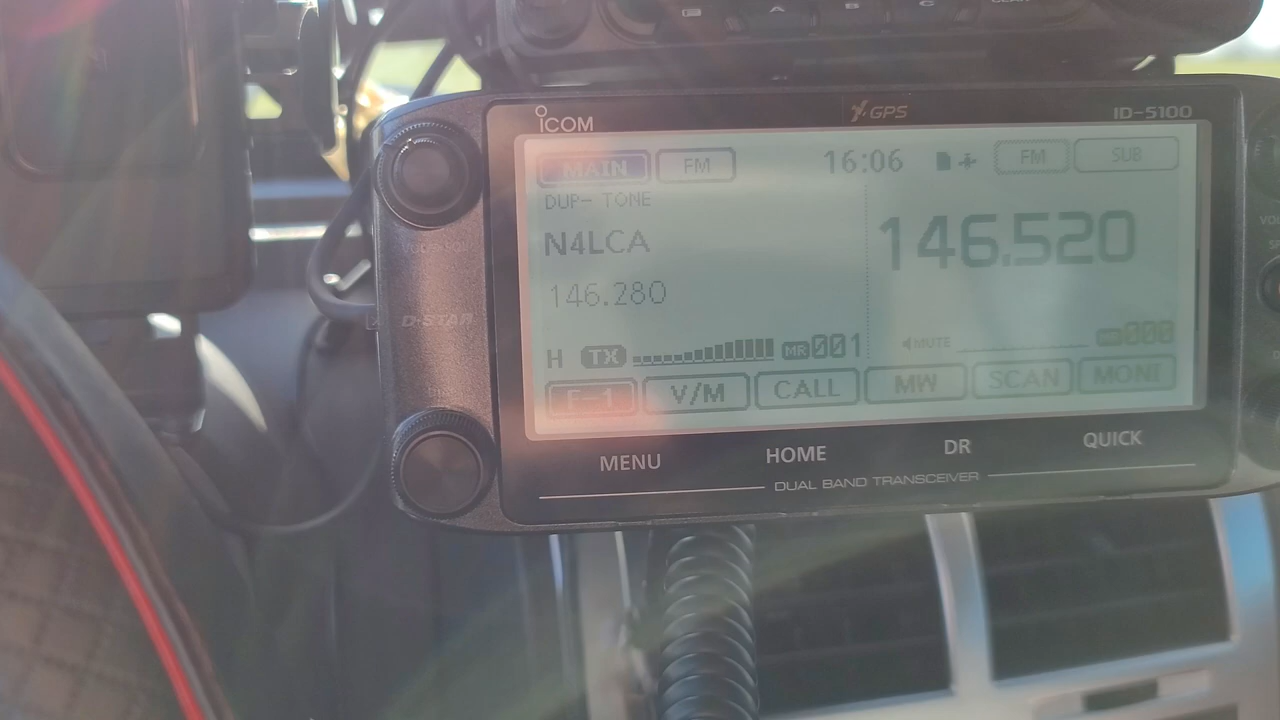 A B C
ICOM GPS ID-5100
MAIN FM 16:06 FM SUB
DUP- TONE
N4LCA
146.280
146.520
D-STAR
H TX MR 001
MUTE 000
F-1 V/M CALL MW SCAN MONI
MENU HOME DR QUICK
DUAL BAND TRANSCEIVER